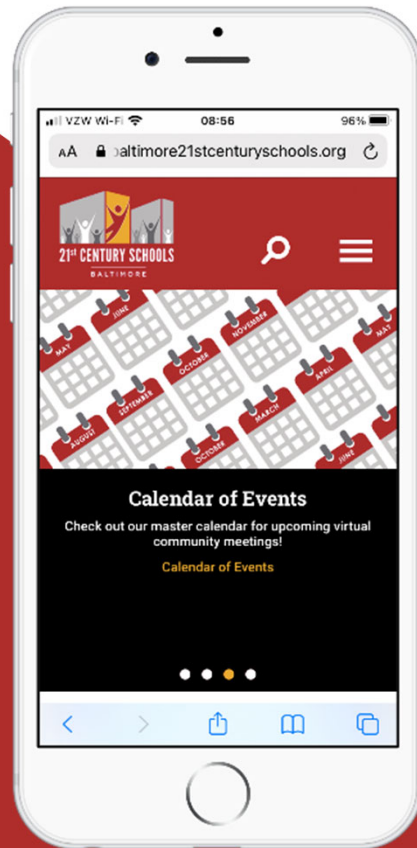 VZW Wi-Fi 08:56 96%
AA baltimore21stcenturyschools.org
21st CENTURY SCHOOLS
BALTIMORE
JUNE
MAY
NOVEMBER
MAY
OCTOBER
SEPTEMBER
APRIL
MARCH
AUGUST
OCTOBER
JUNE
Calendar of Events
Check out our master calendar for upcoming virtual
community meetings!
Calendar of Events